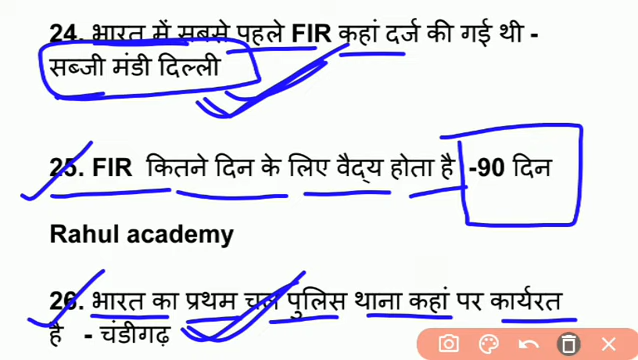 24. भारत में सबसे पहले FIR कहां दर्ज की गई थी -
सब्जी मंडी दिल्ली
25. FIR कितने दिन के लिए वैद्य होता है -90 दिन
Rahul academy
26. भारत का प्रथम चल पुलिस थाना कहां पर कार्यरत
है - चंडीगढ़